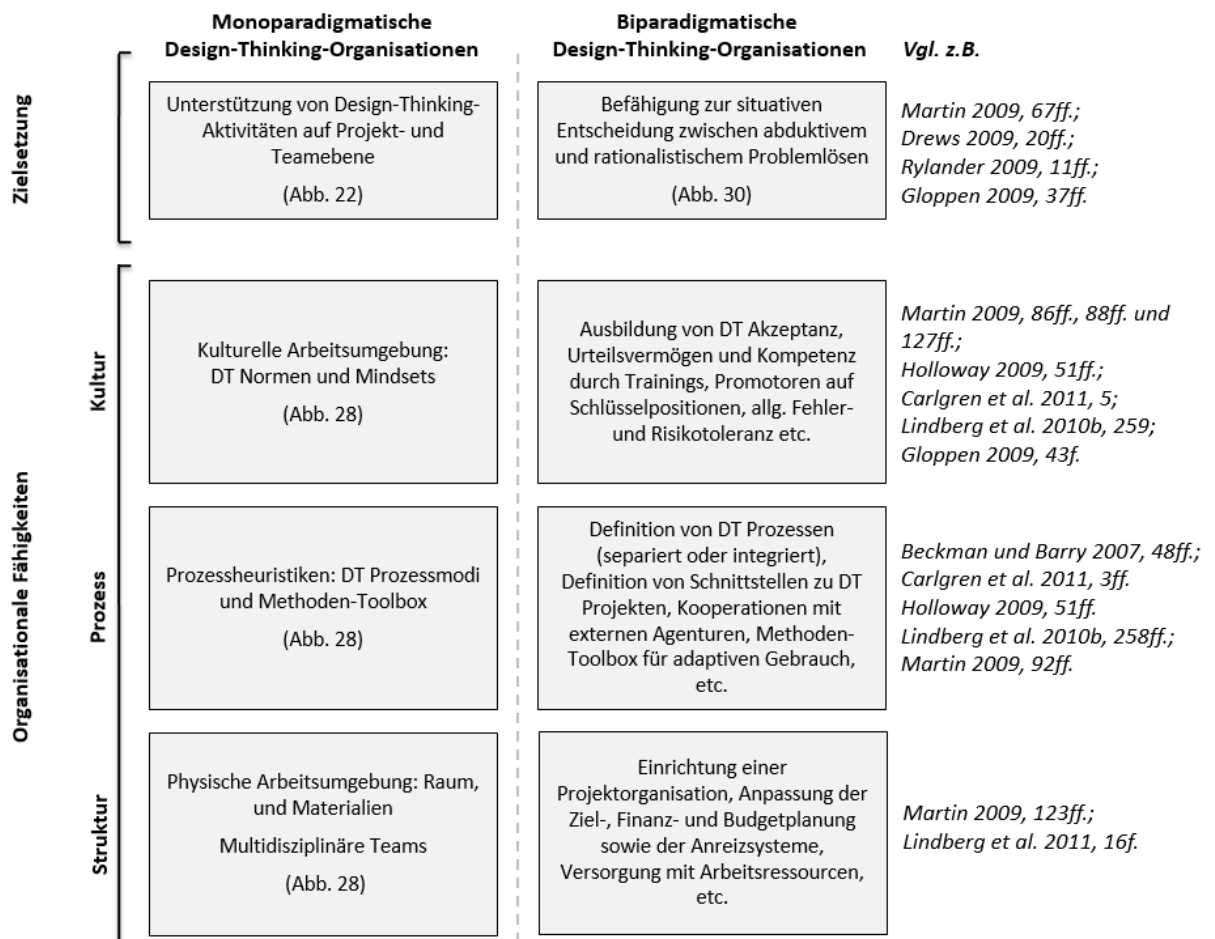 Monoparadigmatische
Design-Thinking-Organisationen
Biparadigmatische
Design-Thinking-Organisationen
Vgl. z.B.
Zielsetzung
Unterstützung von Design-Thinking-
Aktivitäten auf Projekt- und
Teamebene
(Abb. 22)
Befähigung zur situativen
Entscheidung zwischen abduktivem
und rationalistischem Problemlösen
(Abb. 30)
Martin 2009, 67ff.;
Drews 2009, 20ff.;
Rylander 2009, 11ff.;
Gloppen 2009, 37ff.
Organisationale Fähigkeiten
Kultur
Kulturelle Arbeitsumgebung:
DT Normen und Mindsets
(Abb. 28)
Ausbildung von DT Akzeptanz,
Urteilsvermögen und Kompetenz
durch Trainings, Promotoren auf
Schlüsselpositionen, allg. Fehler-
und Risikotoleranz etc.
Martin 2009, 86ff., 88ff. und
127ff.;
Holloway 2009, 51ff.;
Carlgren et al. 2011, 5;
Lindberg et al. 2010b, 259;
Gloppen 2009, 43f.
Prozess
Prozessheuristiken: DT Prozessmodi
und Methoden-Toolbox
(Abb. 28)
Definition von DT Prozessen
(separiert oder integriert),
Definition von Schnittstellen zu DT
Projekten, Kooperationen mit
externen Agenturen, Methoden-
Toolbox für adaptiven Gebrauch,
etc.
Beckman und Barry 2007, 48ff.;
Carlgren et al. 2011, 3ff.
Holloway 2009, 51ff.
Lindberg et al. 2010b, 258ff.;
Martin 2009, 92ff.
Struktur
Physische Arbeitsumgebung: Raum,
und Materialien
Multidisziplinäre Teams
(Abb. 28)
Einrichtung einer
Projektorganisation, Anpassung der
Ziel-, Finanz- und Budgetplanung
sowie der Anreizsysteme,
Versorgung mit Arbeitsressourcen,
etc.
Martin 2009, 123ff.;
Lindberg et al. 2011, 16f.